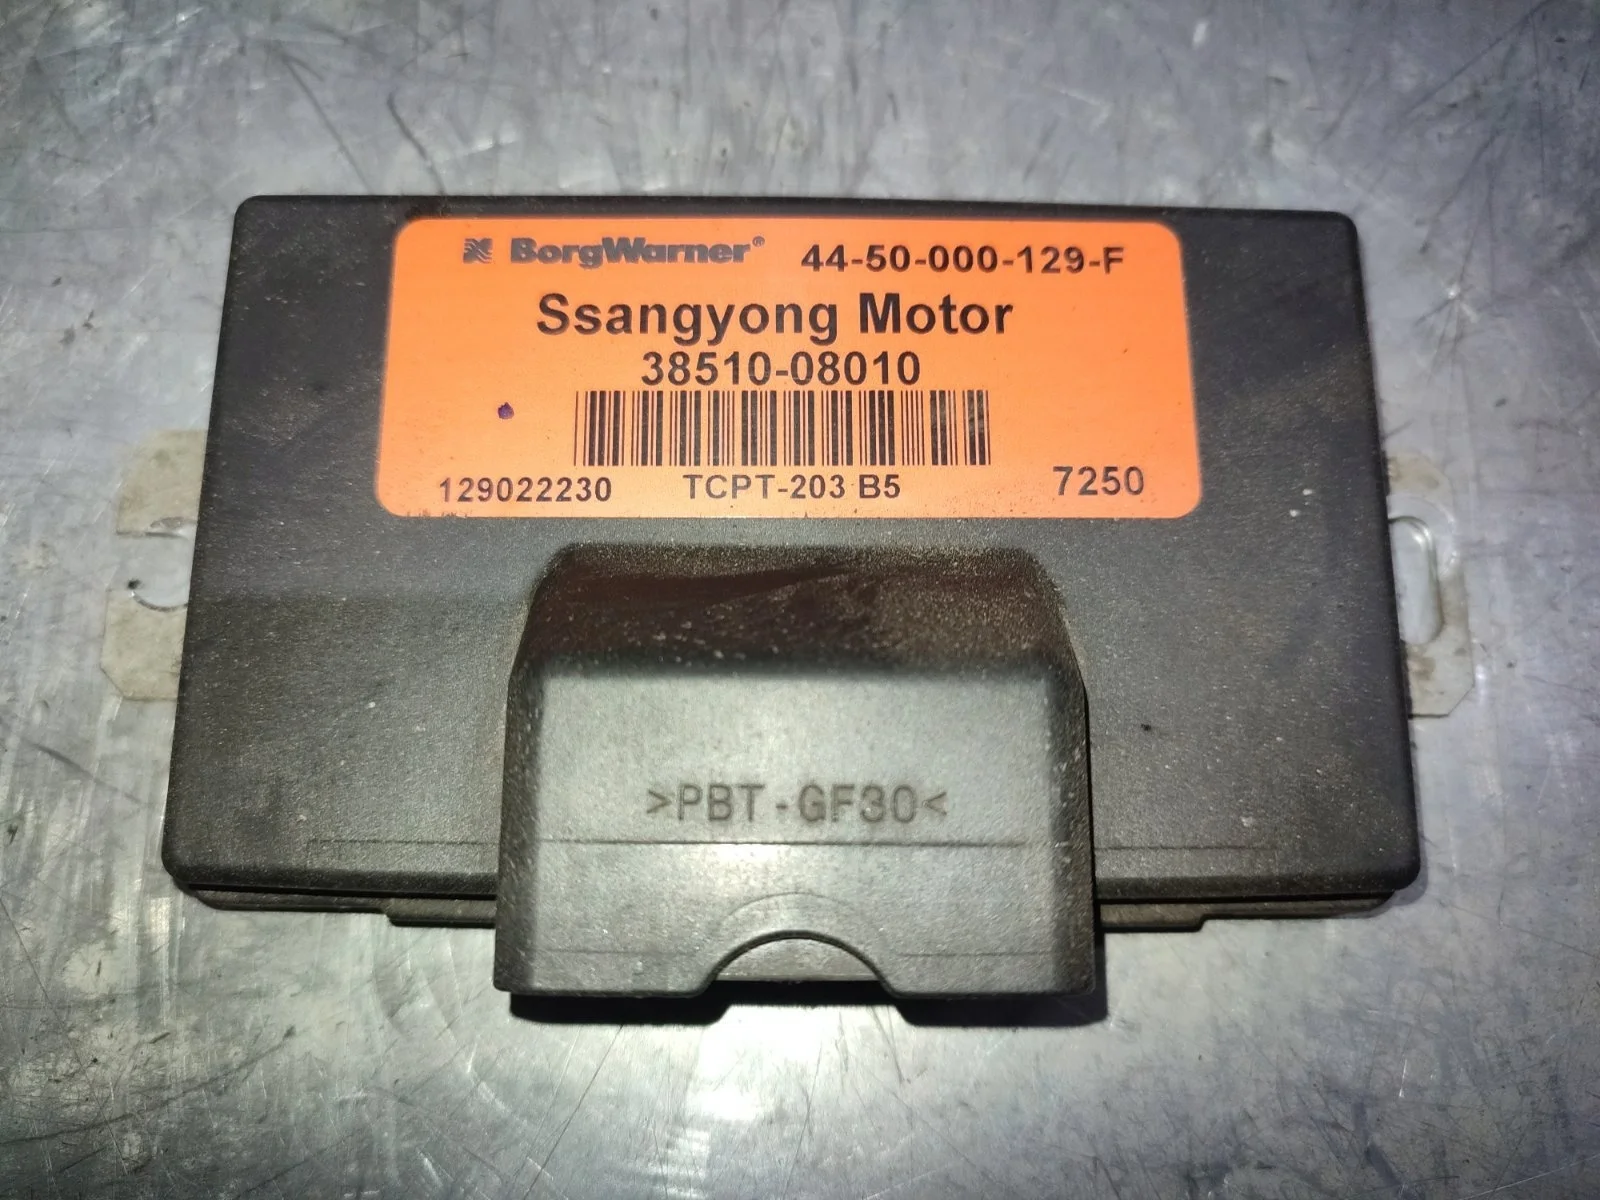 BorgWarner® 44-50-000-129-F
Ssangyong Motor
38510-08010
129022230 TCPT-203 B5 7250
>PBT-GF30<